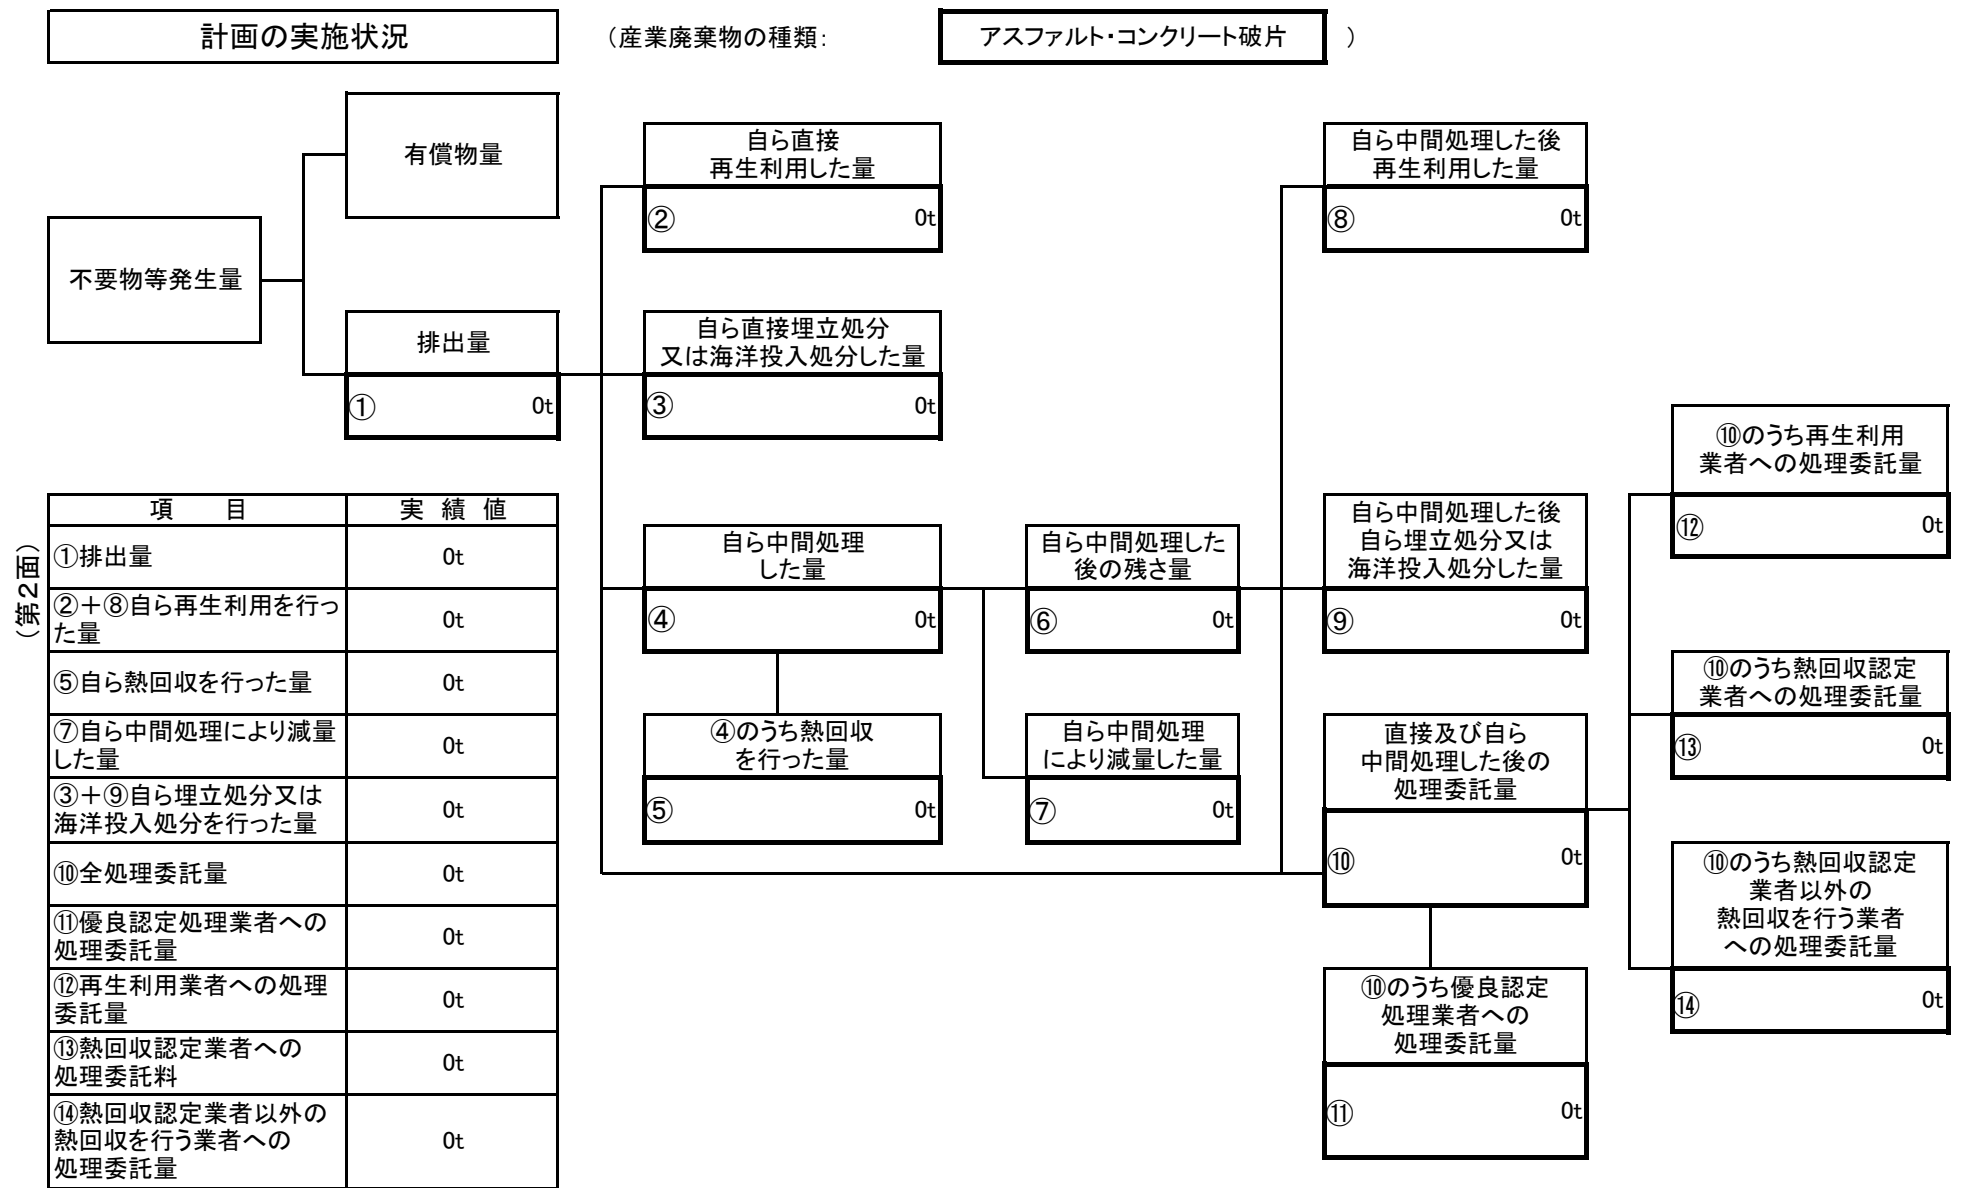 計画の実施状況 （産業廃棄物の種類： アスファルト・コンクリート破片 ）
有償物量
不要物等発生量
排出量
① 0t
自ら直接
再生利用した量
② 0t
自ら直接埋立処分
又は海洋投入処分した量
③ 0t
自ら中間処理
した量
④ 0t
④のうち熱回収
を行った量
⑤ 0t
自ら中間処理した
後の残さ量
⑥ 0t
自ら中間処理
により減量した量
⑦ 0t
自ら中間処理した後
再生利用した量
⑧ 0t
自ら中間処理した後
自ら埋立処分又は
海洋投入処分した量
⑨ 0t
直接及び自ら
中間処理した後の
処理委託量
⑩ 0t
⑩のうち優良認定
処理業者への
処理委託量
⑪ 0t
⑩のうち再生利用
業者への処理委託量
⑫ 0t
⑩のうち熱回収認定
業者への処理委託量
⑬ 0t
⑩のうち熱回収認定
業者以外の
熱回収を行う業者
への処理委託量
⑭ 0t
（第２面）
項　目 実 績 値
①排出量 0t
②＋⑧自ら再生利用を行っ
た量 0t
⑤自ら熱回収を行った量 0t
⑦自ら中間処理により減量
した量 0t
③＋⑨自ら埋立処分又は
海洋投入処分を行った量 0t
⑩全処理委託量 0t
⑪優良認定処理業者への
処理委託量 0t
⑫再生利用業者への処理
委託量 0t
⑬熱回収認定業者への
処理委託料 0t
⑭熱回収認定業者以外の
熱回収を行う業者への
処理委託量 0t